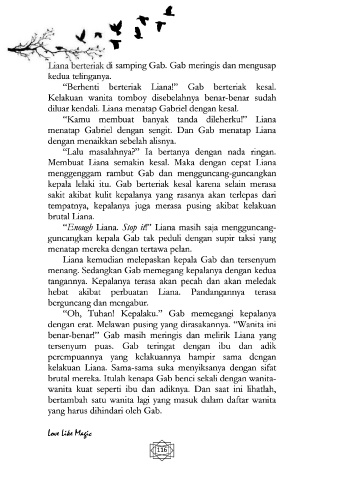 Liana berteriak di samping Gab. Gab meringis dan mengusap
kedua telinganya.
“Berhenti berteriak Liana!” Gab berteriak kesal.
Kelakuan wanita tomboy disebelahnya benar-benar sudah
diluar kendali. Liana menatap Gabriel dengan kesal.
“Kamu membuat banyak tanda dileherku!” Liana
menatap Gabriel dengan sengit. Dan Gab menatap Liana
dengan menaikkan sebelah alisnya.
“Lalu masalahnya?” Ia bertanya dengan nada ringan.
Membuat Liana semakin kesal. Maka dengan cepat Liana
menggenggam rambut Gab dan mengguncang-guncangkan
kepala lelaki itu. Gab berteriak kesal karena selain merasa
sakit akibat kulit kepalanya yang rasanya akan terlepas dari
tempatnya, kepalanya juga merasa pusing akibat kelakuan
brutal Liana.
“Enough Liana. Stop it!” Liana masih saja mengguncang-
guncangkan kepala Gab tak peduli dengan supir taksi yang
menatap mereka dengan tertawa pelan.
Liana kemudian melepaskan kepala Gab dan tersenyum
menang. Sedangkan Gab memegang kepalanya dengan kedua
tangannya. Kepalanya terasa akan pecah dan akan meledak
hebat akibat perbuatan Liana. Pandangannya terasa
berguncang dan mengabur.
“Oh, Tuhan! Kepalaku.” Gab memegangi kepalanya
dengan erat. Melawan pusing yang dirasakannya. “Wanita ini
benar-benar!” Gab masih meringis dan melirik Liana yang
tersenyum puas. Gab teringat dengan ibu dan adik
perempuannya yang kelakuannya hampir sama dengan
kelakuan Liana. Sama-sama suka menyiksanya dengan sifat
brutal mereka. Itulah kenapa Gab benci sekali dengan wanita-
wanita kuat seperti ibu dan adiknya. Dan saat ini lihatlah,
bertambah satu wanita lagi yang masuk dalam daftar wanita
yang harus dihindari oleh Gab.
Love Like Magic
116